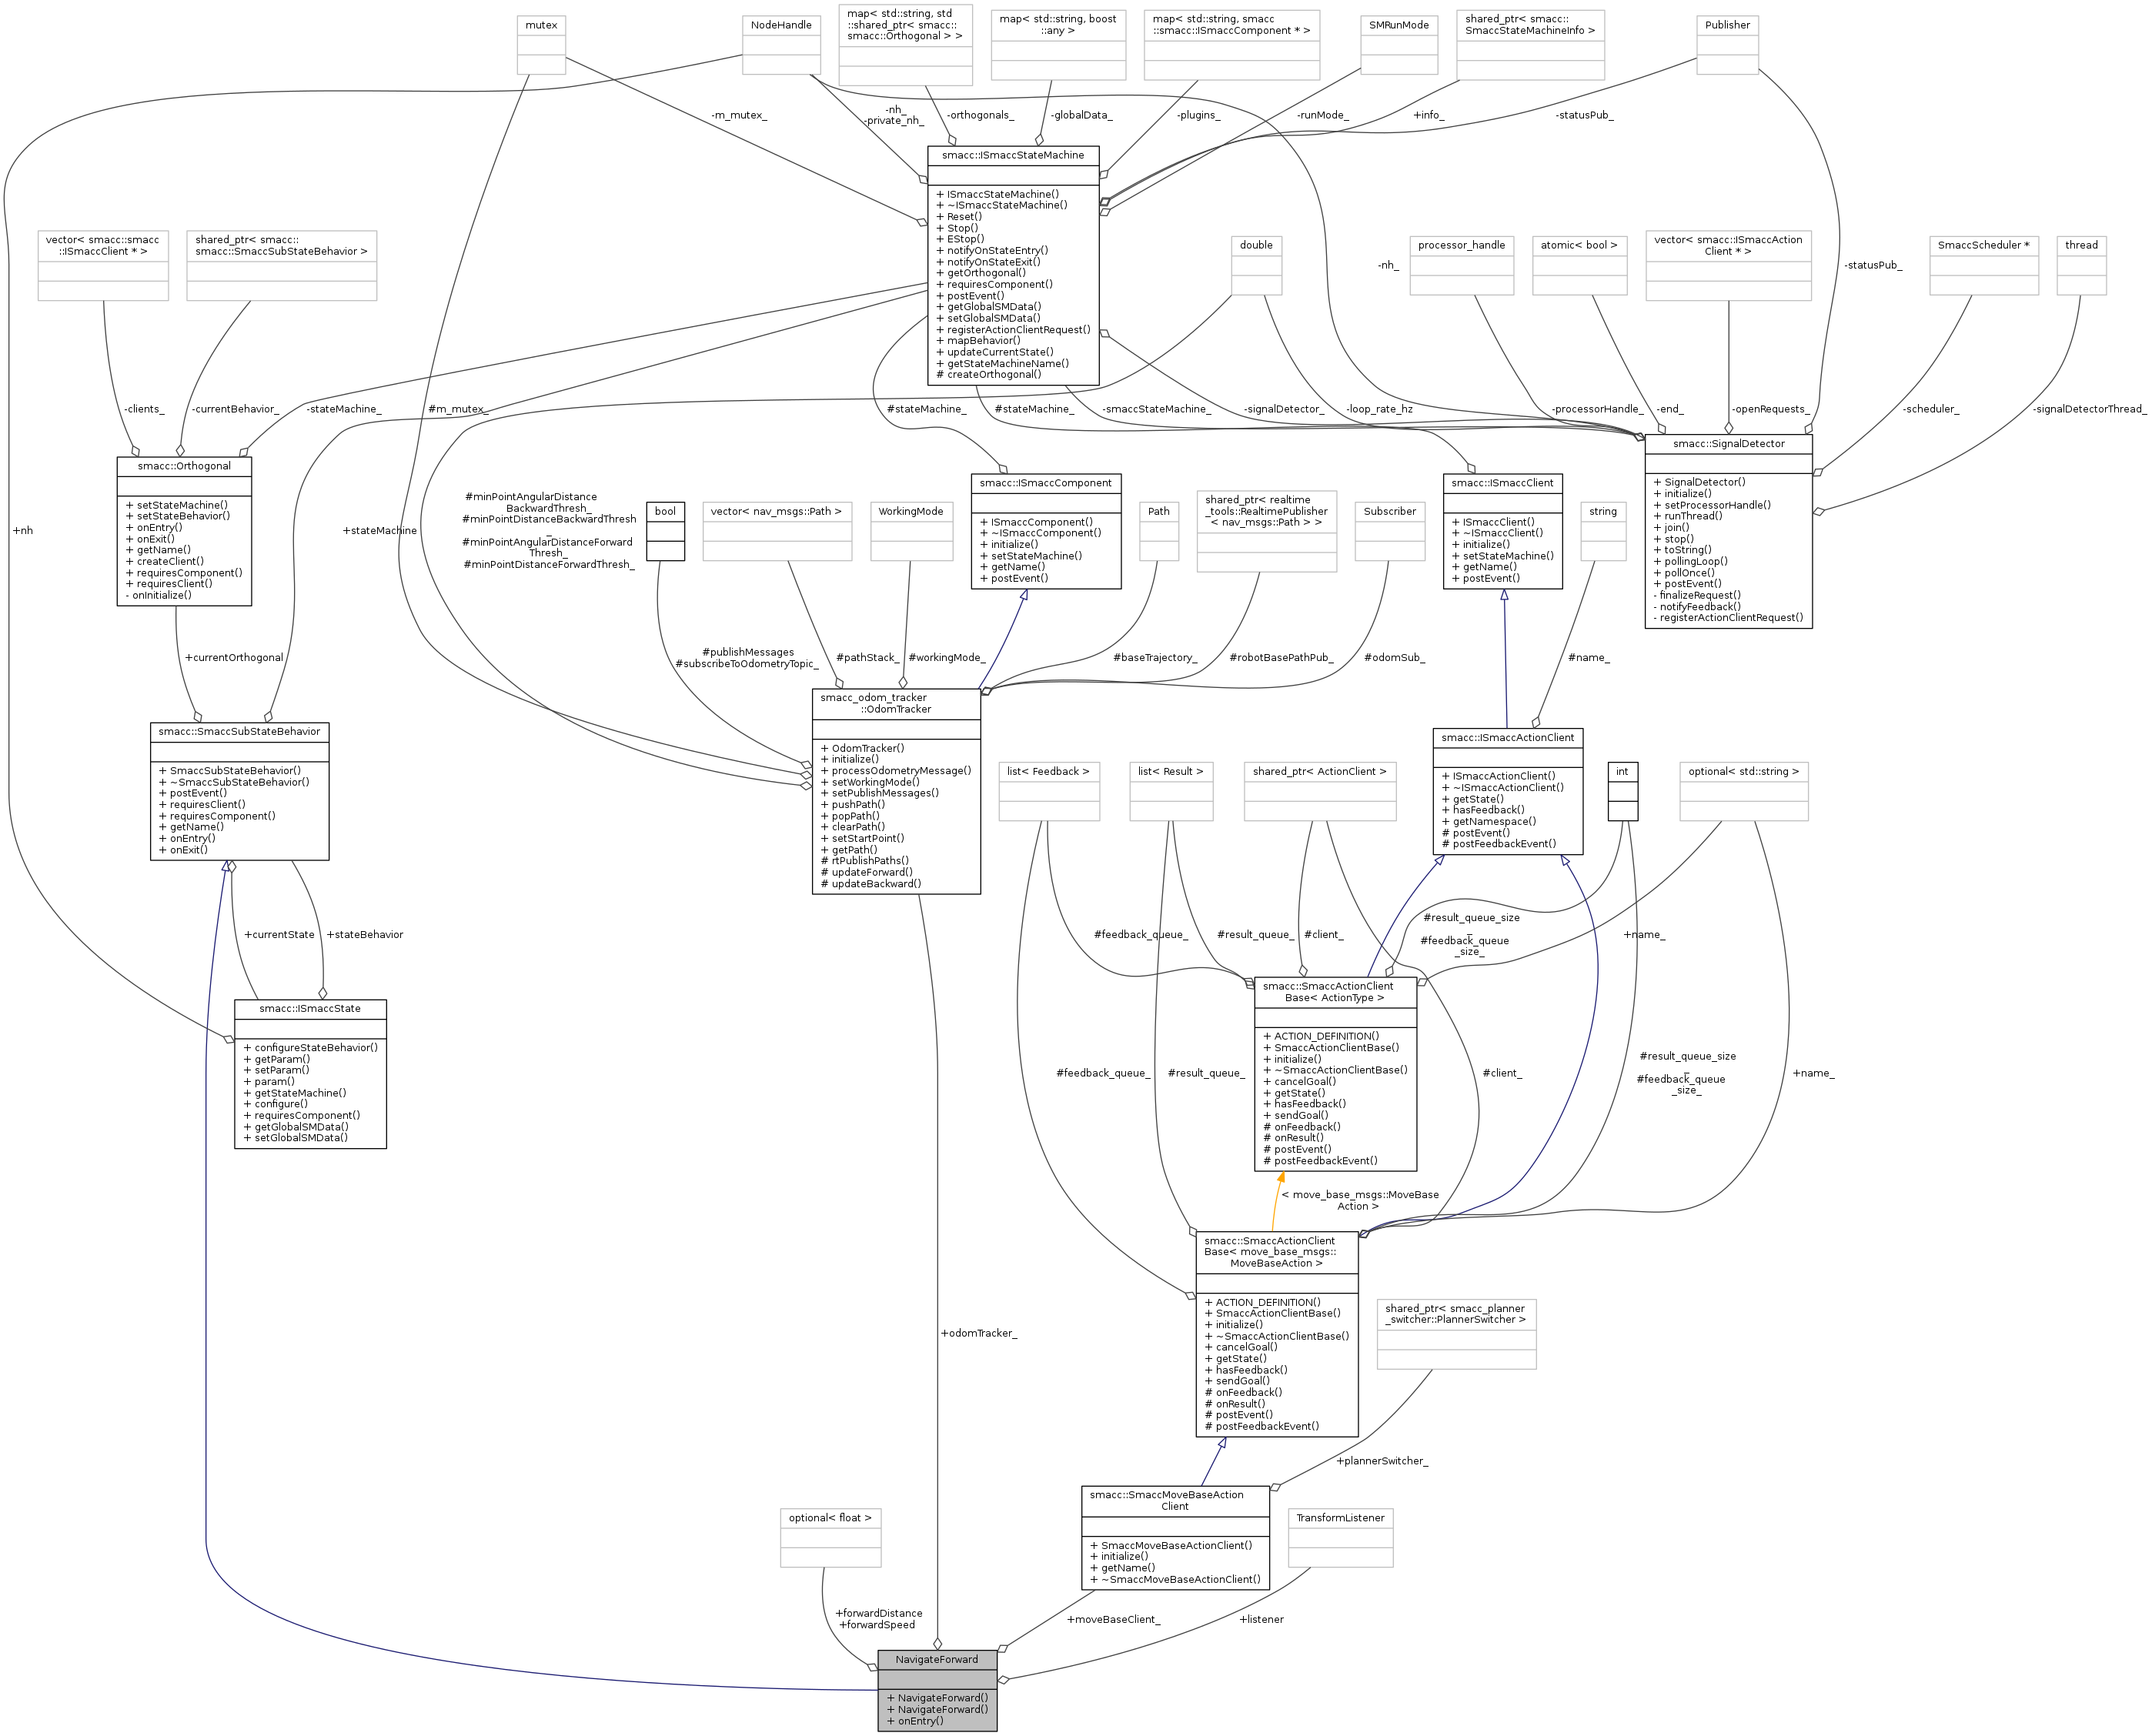 mutex
NodeHandle
map< std::string, std
::shared_ptr< smacc::
smacc::Orthogonal > >
map< std::string, boost
::any >
map< std::string, smacc
::smacc::ISmaccComponent * >
SMRunMode
shared_ptr< smacc::
SmaccStateMachineInfo >
Publisher
-m_mutex_
-nh_
-private_nh_
-orthogonals_
-globalData_
-plugins_
-runMode_
+info_
-statusPub_
smacc::ISmaccStateMachine
+ ISmaccStateMachine()
+ ~ISmaccStateMachine()
+ Reset()
+ Stop()
+ EStop()
+ notifyOnStateEntry()
+ notifyOnStateExit()
+ getOrthogonal()
+ requiresComponent()
+ postEvent()
+ getGlobalSMData()
+ setGlobalSMData()
+ registerActionClientRequest()
+ mapBehavior()
+ updateCurrentState()
+ getStateMachineName()
# createOrthogonal()
vector< smacc::smacc
::ISmaccClient * >
shared_ptr< smacc::
smacc::SmaccSubStateBehavior >
double
processor_handle
atomic< bool >
vector< smacc::ISmaccAction
Client * >
SmaccScheduler *
thread
-nh_
-statusPub_
-clients_
-currentBehavior_
-stateMachine_
#m_mutex_
#stateMachine_
#stateMachine_
-smaccStateMachine_
-signalDetector_
-loop_rate_hz
-processorHandle_
-end_
-openRequests_
-scheduler_
-signalDetectorThread_
smacc::Orthogonal
+ setStateMachine()
+ setStateBehavior()
+ onEntry()
+ onExit()
+ getName()
+ createClient()
+ requiresComponent()
+ requiresClient()
- onInitialize()
+nh
+stateMachine
#minPointAngularDistance
BackwardThresh_
#minPointDistanceBackwardThresh
_
#minPointAngularDistanceForward
Thresh_
#minPointDistanceForwardThresh_
bool
vector< nav_msgs::Path >
WorkingMode
smacc::ISmaccComponent
+ ISmaccComponent()
+ ~ISmaccComponent()
+ initialize()
+ setStateMachine()
+ getName()
+ postEvent()
Path
shared_ptr< realtime
_tools::RealtimePublisher
< nav_msgs::Path > >
Subscriber
smacc::ISmaccClient
+ ISmaccClient()
+ ~ISmaccClient()
+ initialize()
+ setStateMachine()
+ getName()
+ postEvent()
string
smacc::SignalDetector
+ SignalDetector()
+ initialize()
+ setProcessorHandle()
+ runThread()
+ join()
+ stop()
+ toString()
+ pollingLoop()
+ pollOnce()
+ postEvent()
- finalizeRequest()
- notifyFeedback()
- registerActionClientRequest()
+currentOrthogonal
#publishMessages
#subscribeToOdometryTopic_
#pathStack_
#workingMode_
#baseTrajectory_
#robotBasePathPub_
#odomSub_
#name_
smacc::SmaccSubStateBehavior
+ SmaccSubStateBehavior()
+ ~SmaccSubStateBehavior()
+ postEvent()
+ requiresClient()
+ requiresComponent()
+ getName()
+ onEntry()
+ onExit()
smacc_odom_tracker
::OdomTracker
+ OdomTracker()
+ initialize()
+ processOdometryMessage()
+ setWorkingMode()
+ setPublishMessages()
+ pushPath()
+ popPath()
+ clearPath()
+ setStartPoint()
+ getPath()
# rtPublishPaths()
# updateForward()
# updateBackward()
list< Feedback >
list< Result >
shared_ptr< ActionClient >
smacc::ISmaccActionClient
+ ISmaccActionClient()
+ ~ISmaccActionClient()
+ getState()
+ hasFeedback()
+ getNamespace()
# postEvent()
# postFeedbackEvent()
int
optional< std::string >
+currentState
+stateBehavior
#feedback_queue_
#result_queue_
#client_
#result_queue_size
_
#feedback_queue
_size_
+name_
smacc::ISmaccState
+ configureStateBehavior()
+ getParam()
+ setParam()
+ param()
+ getStateMachine()
+ configure()
+ requiresComponent()
+ getGlobalSMData()
+ setGlobalSMData()
smacc::SmaccActionClient
Base< ActionType >
+ ACTION_DEFINITION()
+ SmaccActionClientBase()
+ initialize()
+ ~SmaccActionClientBase()
+ cancelGoal()
+ getState()
+ hasFeedback()
+ sendGoal()
# onFeedback()
# onResult()
# postEvent()
# postFeedbackEvent()
#feedback_queue_
#result_queue_
#client_
#result_queue_size
_
#feedback_queue
_size_
+name_
< move_base_msgs::MoveBase
Action >
smacc::SmaccActionClient
Base< move_base_msgs::
MoveBaseAction >
+ ACTION_DEFINITION()
+ SmaccActionClientBase()
+ initialize()
+ ~SmaccActionClientBase()
+ cancelGoal()
+ getState()
+ hasFeedback()
+ sendGoal()
# onFeedback()
# onResult()
# postEvent()
# postFeedbackEvent()
+odomTracker_
shared_ptr< smacc_planner
_switcher::PlannerSwitcher >
+plannerSwitcher_
smacc::SmaccMoveBaseAction
Client
+ SmaccMoveBaseActionClient()
+ initialize()
+ getName()
+ ~SmaccMoveBaseActionClient()
optional< float >
TransformListener
+forwardDistance
+forwardSpeed
+moveBaseClient_
+listener
NavigateForward
+ NavigateForward()
+ NavigateForward()
+ onEntry()